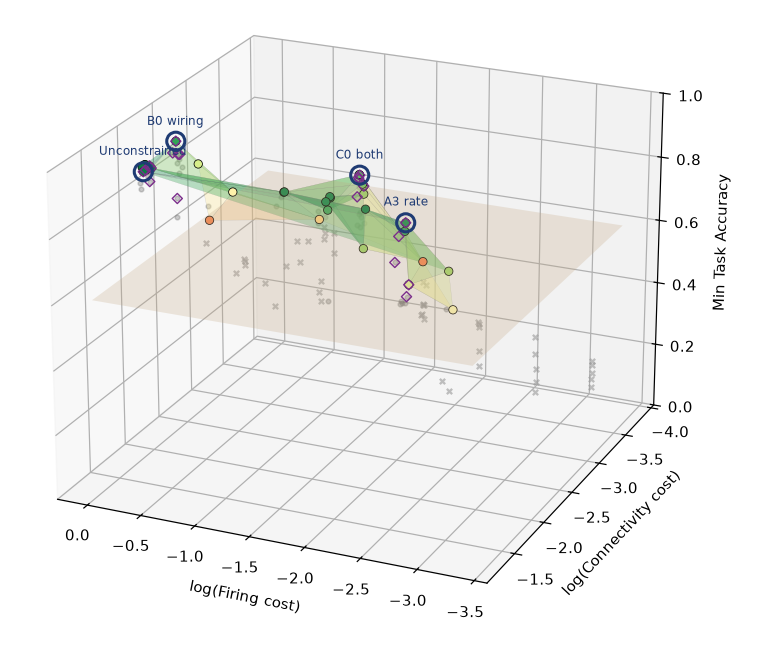 B0 wiring
Unconstrain
C0 both
A3 rate
1.0
0.8
0.6
0.4
0.2
0.0
Min Task Accuracy
−4.0
−3.5
−3.0
−2.5
−2.0
−1.5
log(Connectivity cost)
0.0
−0.5
−1.0
−1.5
−2.0
−2.5
−3.0
−3.5
log(Firing cost)